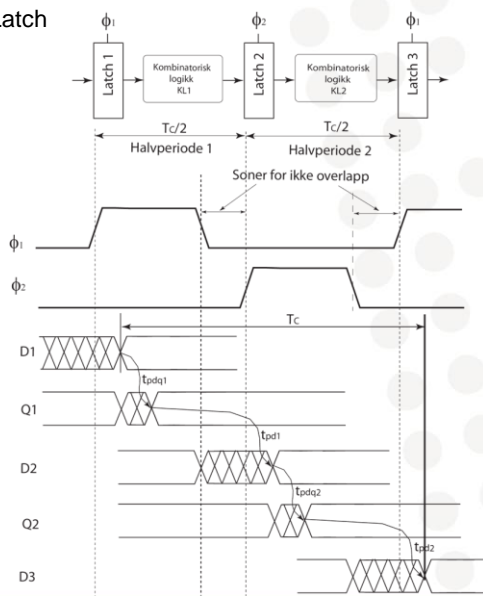 Latch
ϕ1 ϕ2 ϕ1
Latch 1
Kombinatorisk
logikk
KL1
Latch 2
Kombinatorisk
logikk
KL2
Latch 3
Tc/2 Tc/2
Halvperiode 1 Halvperiode 2
Soner for ikke overlapp
ϕ1
ϕ2
Tc
D1
tpdq1
Q1
tpd1
D2
tpdq2
Q2
tpd2
D3